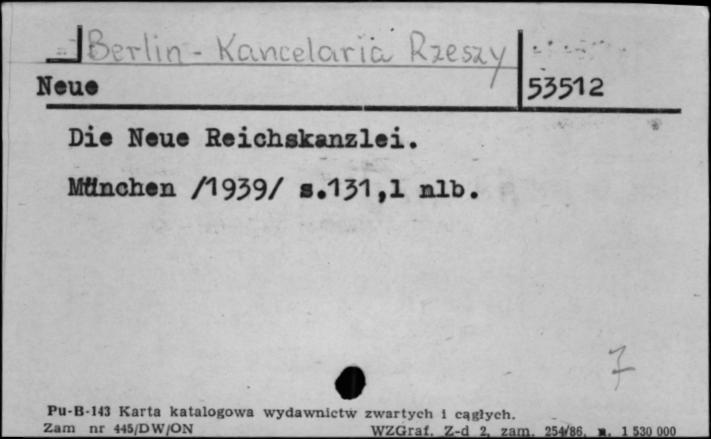 Berlin - Kancelaria Rzeszy
Neue 53512
Die Neue Reichskanzlei.
München /1939/ s.131,1 nlb.
7
Pu-B-143 Karta katalogowa wydawnictw zwartych i ciągłych.
Zam nr 445/DW/ON WZGraf. Z-d 2, zam. 254/86, n. 1 530 000